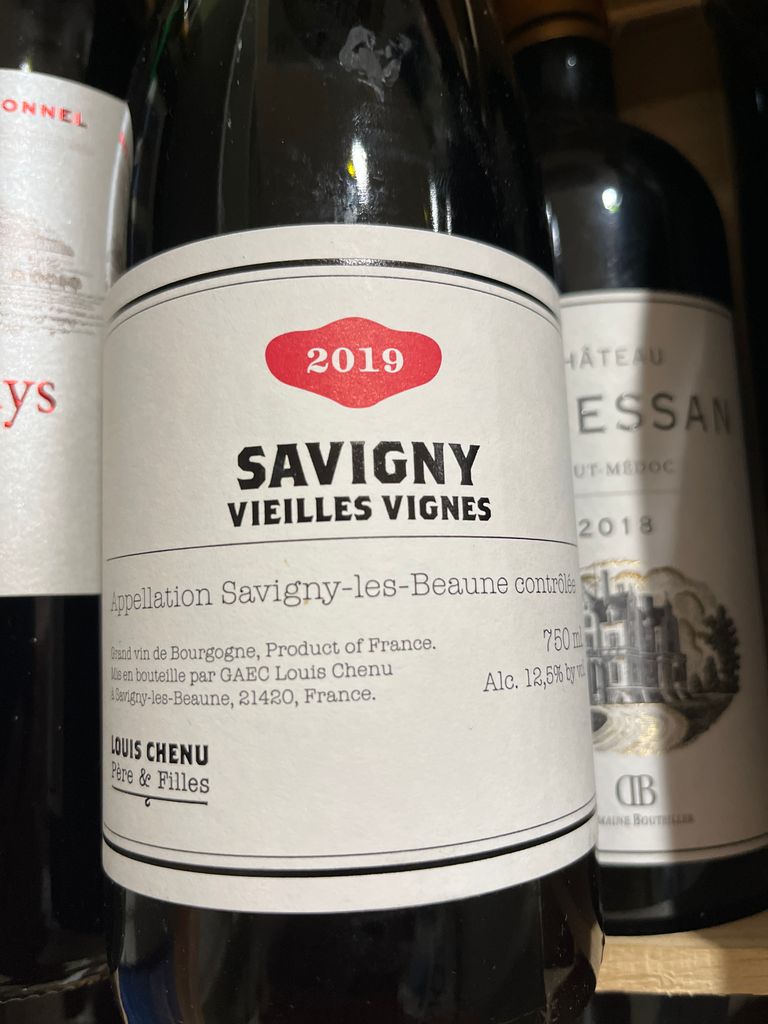 ONNEL
ys
2019
SAVIGNY
VIEILLES VIGNES
Appellation Savigny-les-Beaune contrôlée
Grand vin de Bourgogne, Product of France.
Mis en bouteille par GAEC Louis Chenu
à Savigny-les-Beaune, 21420, France.
750 ml
Alc. 12,5% by vol
LOUIS CHENU
Père & Filles
HÂTEAU
ESSAN
UT-MÉDOC
2018
DB
MAINE BOUTEILLER